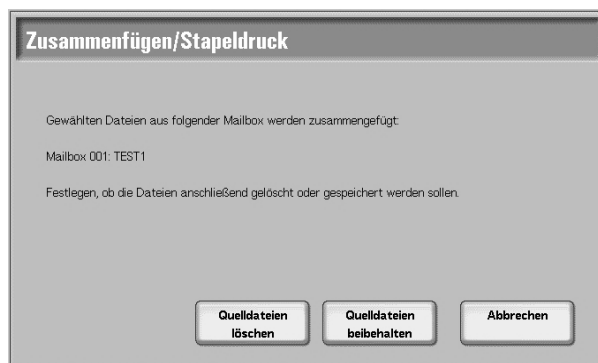 Zusammenfügen/Stapeldruck
Gewählten Dateien aus folgender Mailbox werden zusammengefügt:
Mailbox 001: TEST1
Festlegen, ob die Dateien anschließend gelöscht oder gespeichert werden sollen.
Quelldateien
löschen
Quelldateien
beibehalten
Abbrechen